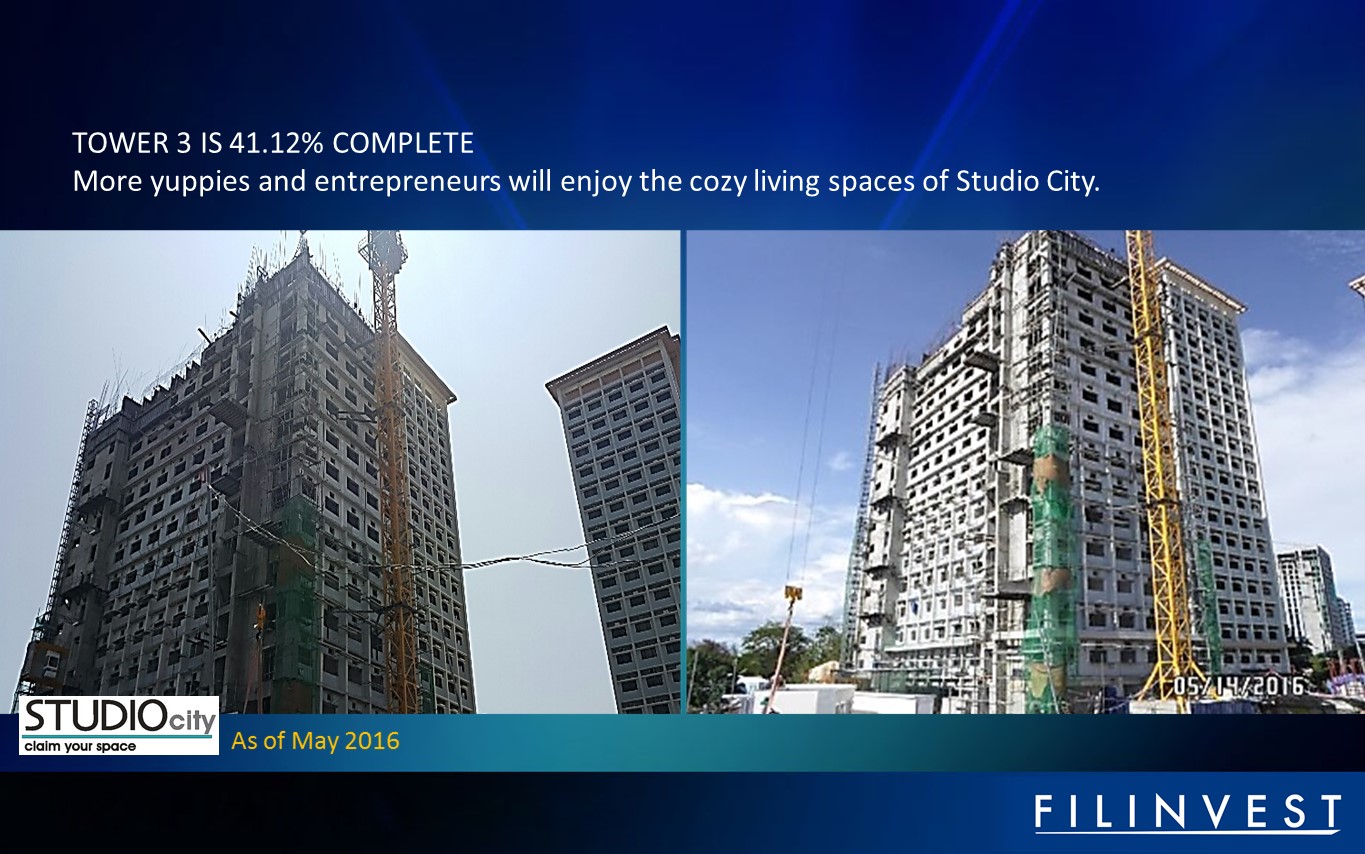 TOWER 3 IS 41.12% COMPLETE
More yuppies and entrepreneurs will enjoy the cozy living spaces of Studio City.
05/14/2016
STUDIOcity
claim your space
As of May 2016
FILINVEST